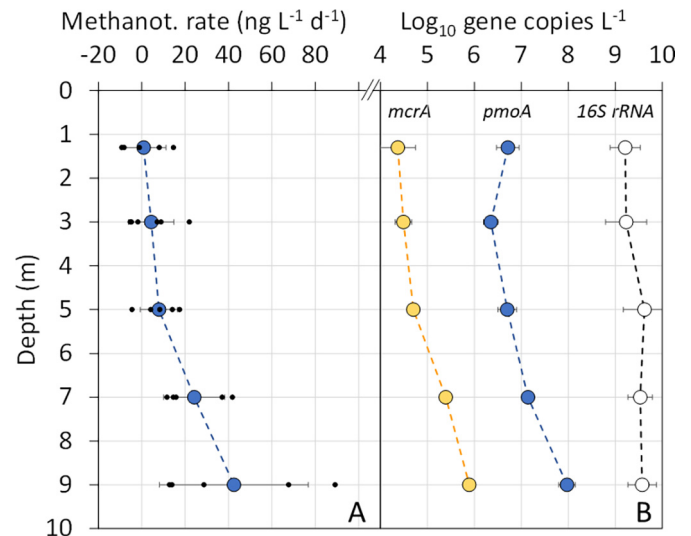 Methanot. rate (ng L⁻¹ d⁻¹) Log₁₀ gene copies L⁻¹
-20 0 20 40 60 80 4 5 6 7 8 9 10
0
mcrA pmoA 16S rRNA
1
2
3
4
5
Depth (m)
6
7
8
9
A B
10